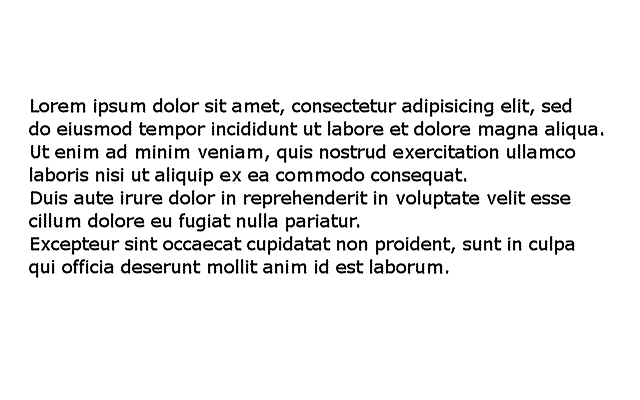 Lorem ipsum dolor sit amet, consectetur adipisicing elit, sed
do eiusmod tempor incididunt ut labore et dolore magna aliqua.
Ut enim ad minim veniam, quis nostrud exercitation ullamco
laboris nisi ut aliquip ex ea commodo consequat.
Duis aute irure dolor in reprehenderit in voluptate velit esse
cillum dolore eu fugiat nulla pariatur.
Excepteur sint occaecat cupidatat non proident, sunt in culpa
qui officia deserunt mollit anim id est laborum.